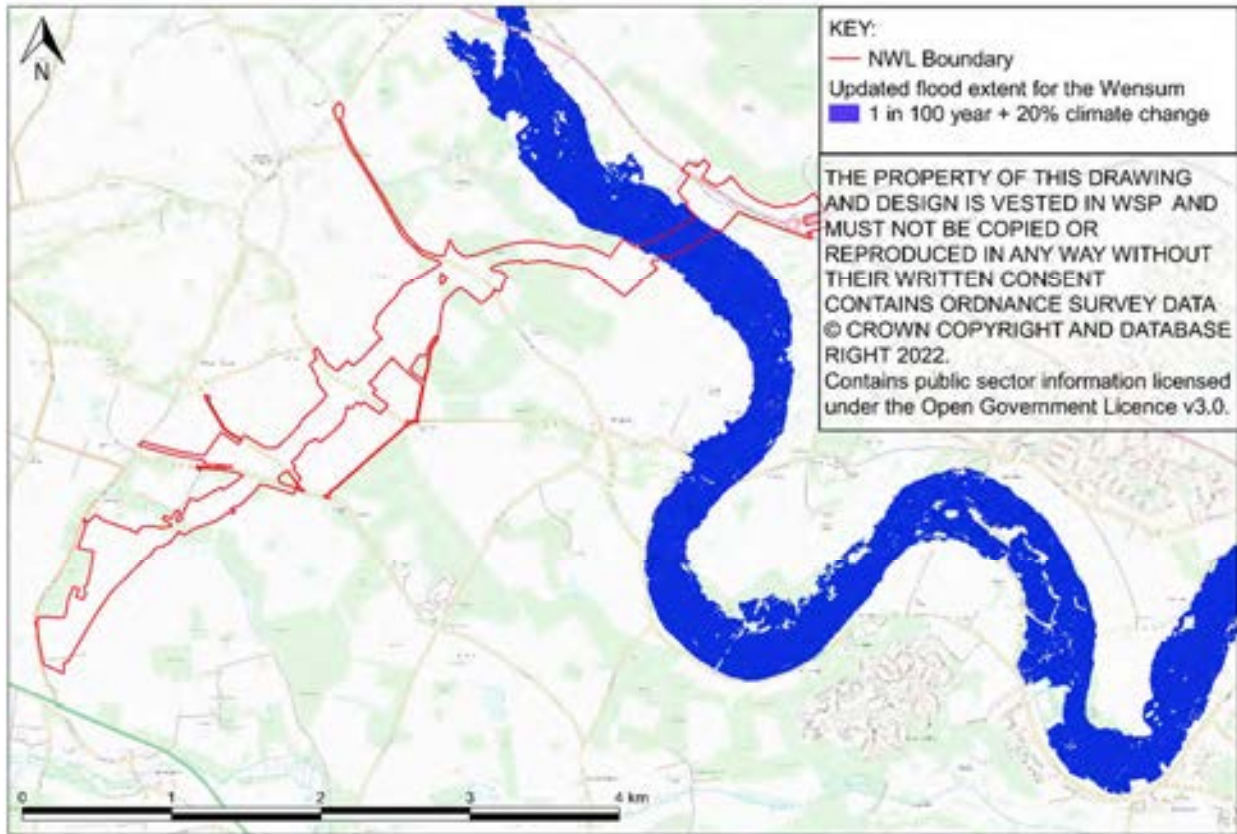 N
KEY:
NWL Boundary
Updated flood extent for the Wensum
1 in 100 year + 20% climate change
THE PROPERTY OF THIS DRAWING
AND DESIGN IS VESTED IN WSP AND
MUST NOT BE COPIED OR
REPRODUCED IN ANY WAY WITHOUT
THEIR WRITTEN CONSENT
CONTAINS ORDNANCE SURVEY DATA
© CROWN COPYRIGHT AND DATABASE
RIGHT 2022.
Contains public sector information licensed
under the Open Government Licence v3.0.
0 1 2 3 4 km